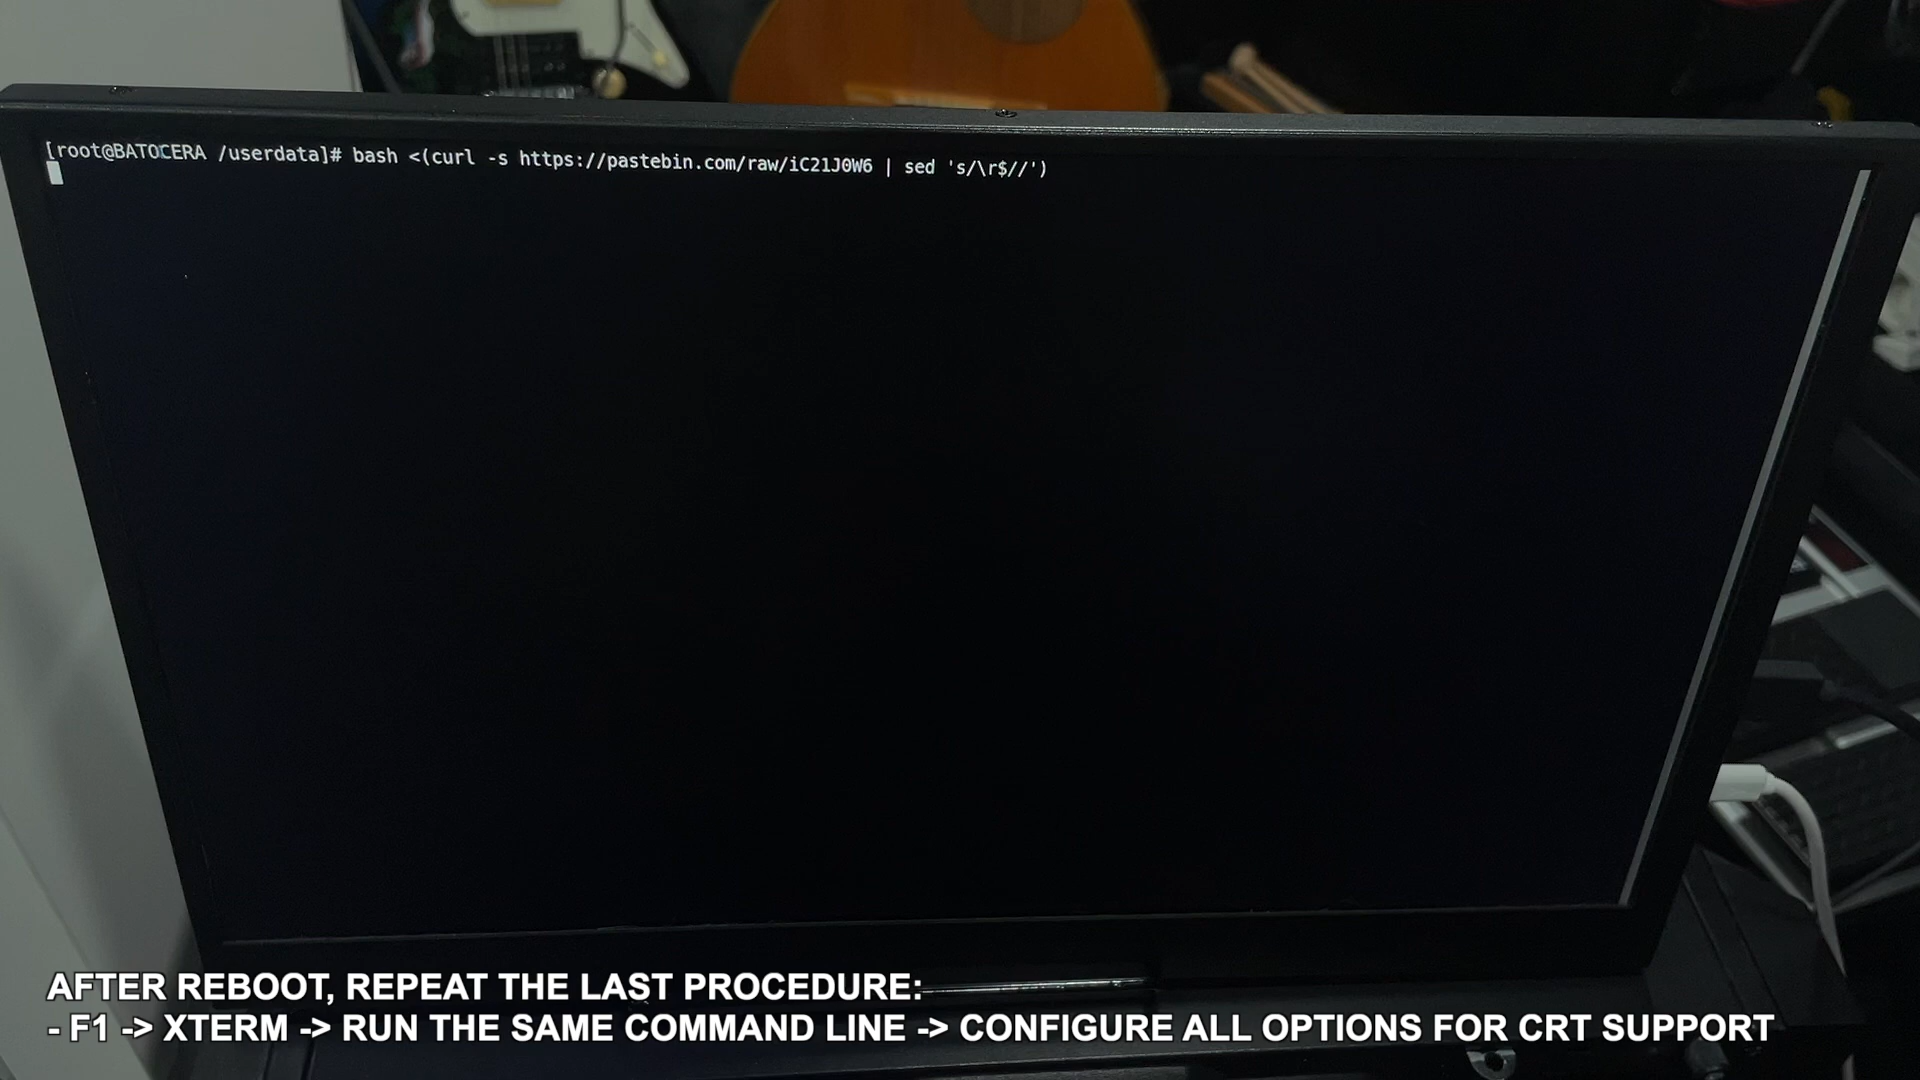 [root@BATOCERA /userdata]# bash <(curl -s https://pastebin.com/raw/iC21J0W6 | sed 's/\r$//')
AFTER REBOOT, REPEAT THE LAST PROCEDURE:
- F1 -> XTERM -> RUN THE SAME COMMAND LINE -> CONFIGURE ALL OPTIONS FOR CRT SUPPORT